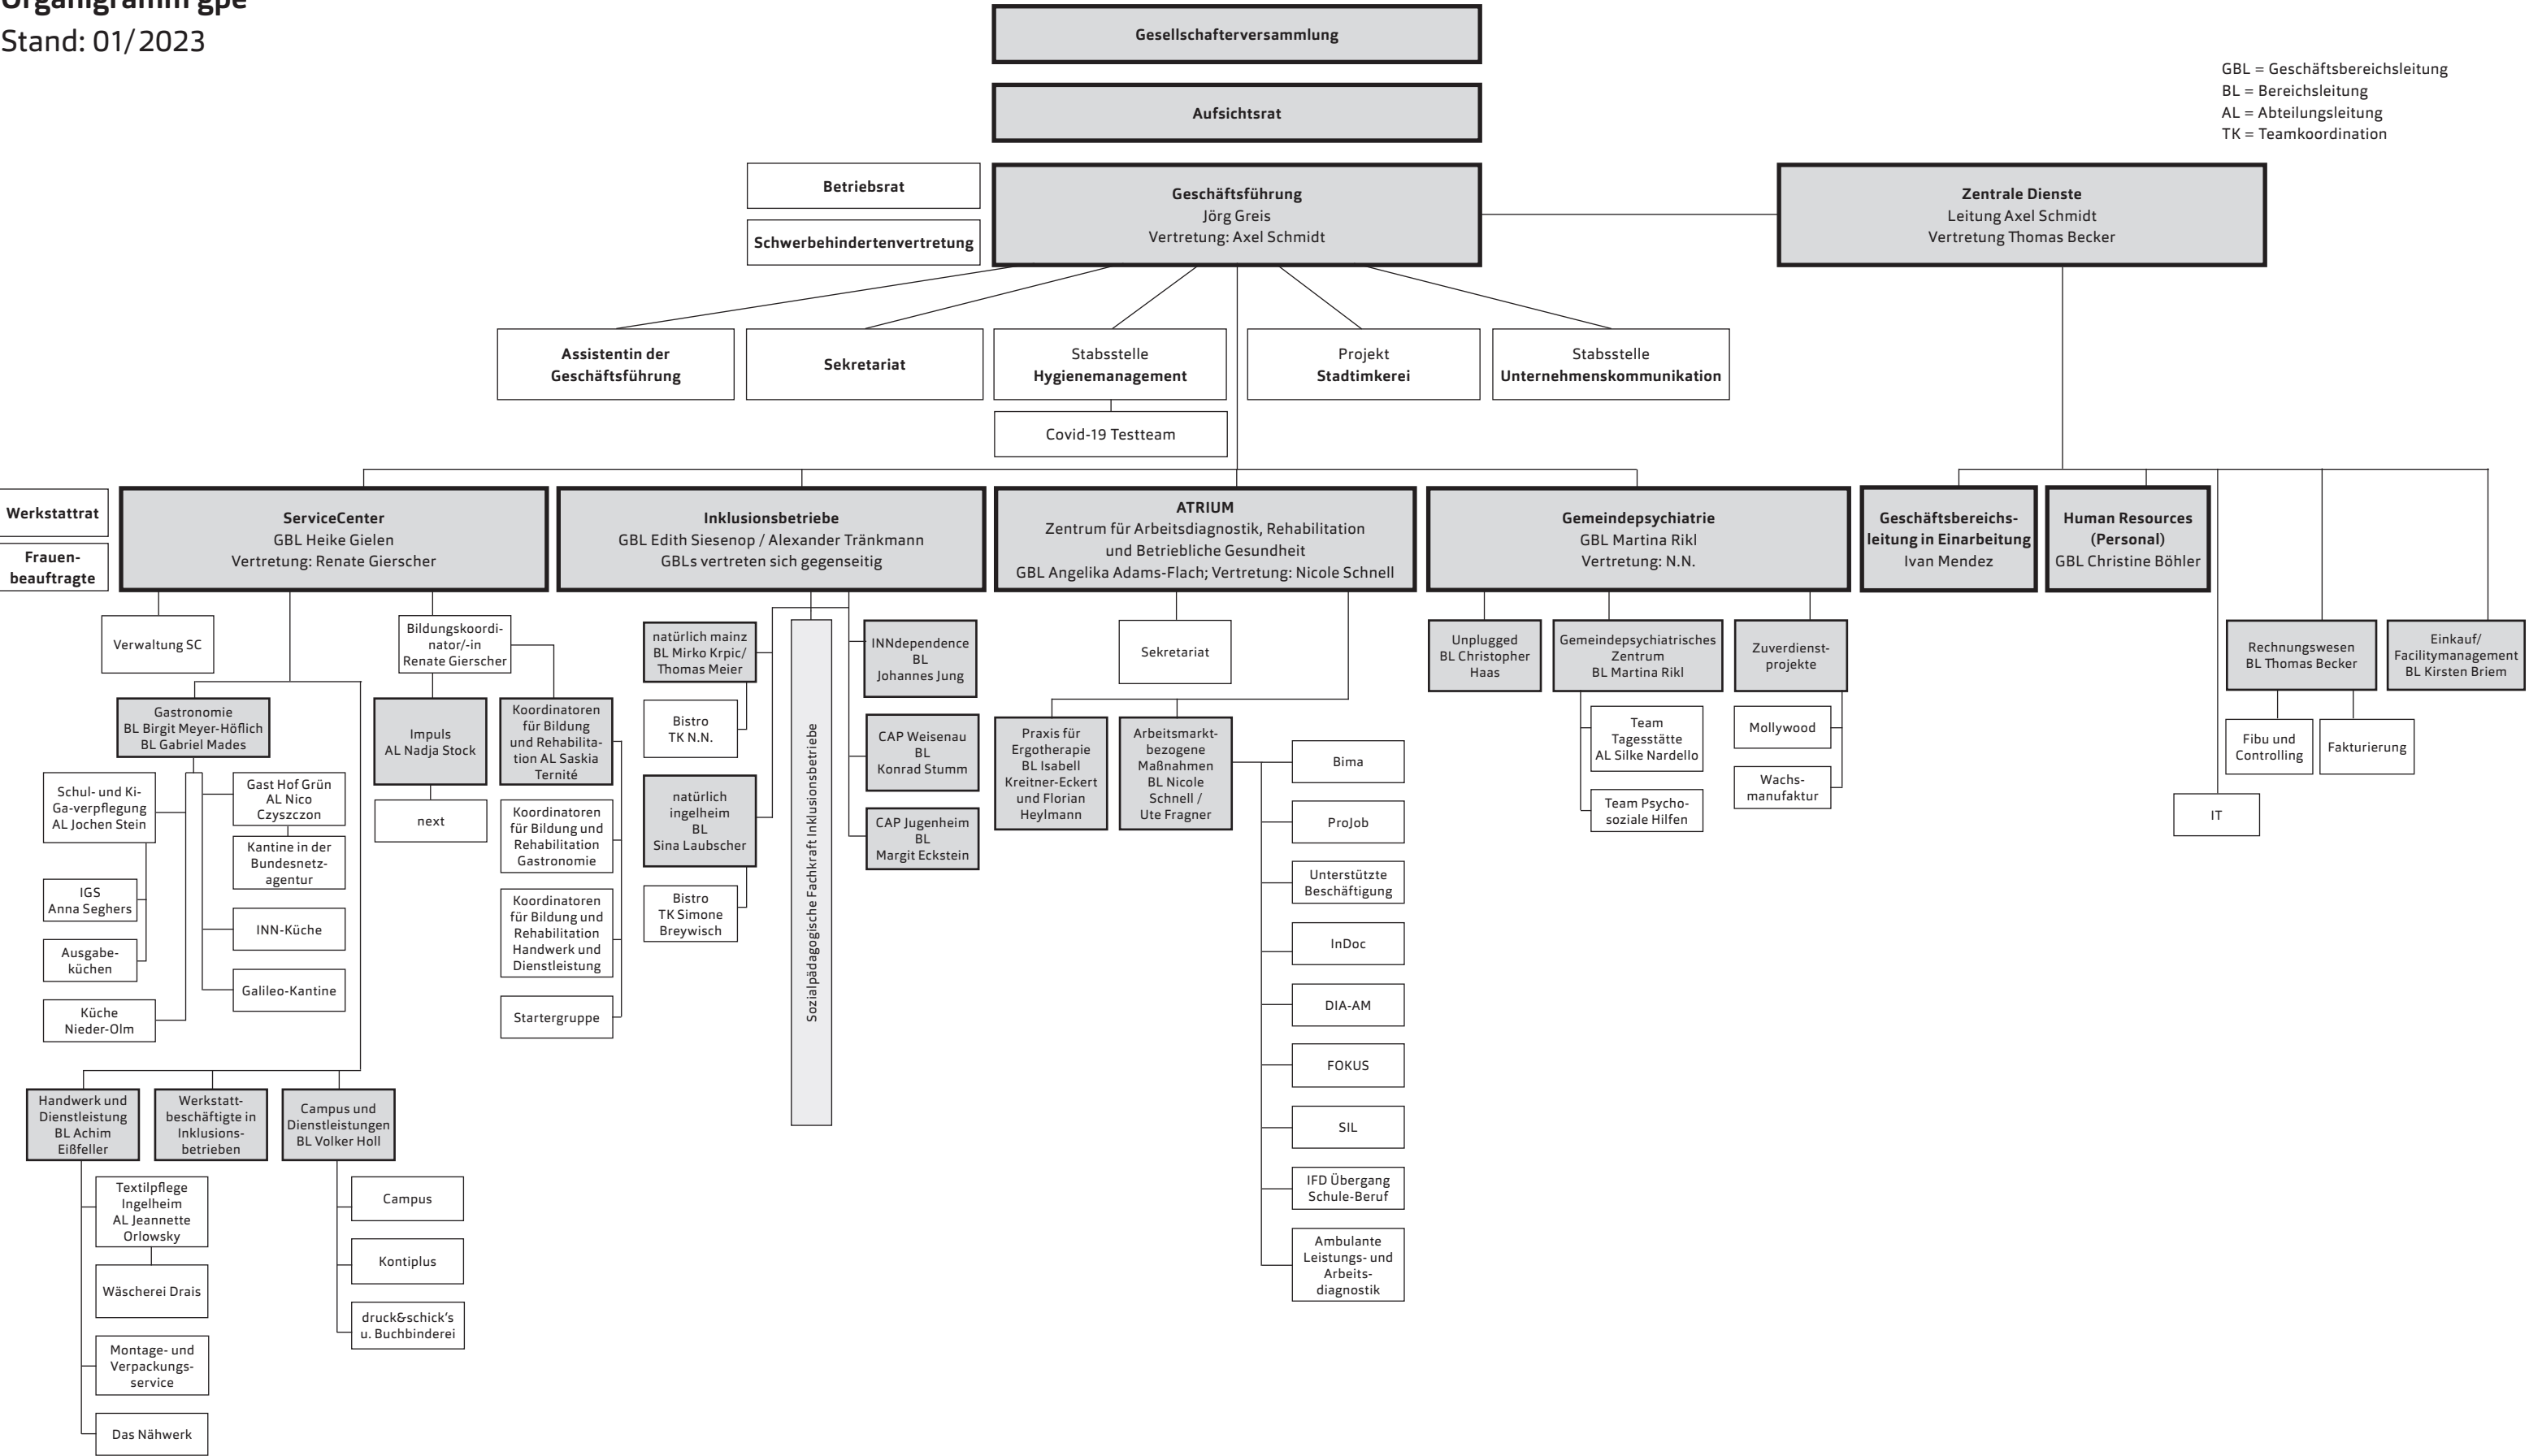 Organigramm gpe
Stand: 01/2023
Gesellschafterversammlung
GBL = Geschäftsbereichsleitung
BL = Bereichsleitung
AL = Abteilungsleitung
TK = Teamkoordination
Aufsichtsrat
Betriebsrat
Schwerbehindertenvertretung
Geschäftsführung
Jörg Greis
Vertretung: Axel Schmidt
Zentrale Dienste
Leitung Axel Schmidt
Vertretung Thomas Becker
Assistentin der
Geschäftsführung
Sekretariat
Stabsstelle
Hygienemanagement
Projekt
Stadtimkerei
Stabsstelle
Unternehmenskommunikation
Covid-19 Testteam
Werkstattrat
Frauen-
beauftragte
ServiceCenter
GBL Heike Gielen
Vertretung: Renate Gierscher
Inklusionsbetriebe
GBL Edith Siesenop / Alexander Tränkmann
GBLs vertreten sich gegenseitig
ATRIUM
Zentrum für Arbeitsdiagnostik, Rehabilitation
und Betriebliche Gesundheit
GBL Angelika Adams-Flach; Vertretung: Nicole Schnell
Gemeindepsychiatrie
GBL Martina Rikl
Vertretung: N.N.
Geschäftsbereichs-
leitung in Einarbeitung
Ivan Mendez
Human Resources
(Personal)
GBL Christine Böhler
Verwaltung SC
Bildungskoordi-
nator/-in
Renate Gierscher
Gastronomie
BL Birgit Meyer-Höflich
BL Gabriel Mades
Impuls
AL Nadja Stock
next
Koordinatoren
für Bildung
und Rehabilita-
tion AL Saskia
Ternité
Koordinatoren
für Bildung und
Rehabilitation
Gastronomie
Koordinatoren
für Bildung und
Rehabilitation
Handwerk und
Dienstleistung
Startergruppe
Schul- und Ki-
Ga-verpflegung
AL Jochen Stein
IGS
Anna Seghers
Ausgabe-
küchen
Küche
Nieder-Olm
Gast Hof Grün
AL Nico
Czyszczon
Kantine in der
Bundesnetz-
agentur
INN-Küche
Galileo-Kantine
Handwerk und
Dienstleistung
BL Achim
Eißfeller
Werkstatt-
beschäftigte in
Inklusions-
betrieben
Campus und
Dienstleistungen
BL Volker Holl
Textilpflege
Ingelheim
AL Jeannette
Orlowsky
Wäscherei Drais
Montage- und
Verpackungs-
service
Das Nähwerk
Campus
Kontiplus
druck&schick's
u. Buchbinderei
natürlich mainz
BL Mirko Krpic/
Thomas Meier
Bistro
TK N.N.
natürlich
ingelheim
BL
Sina Laubscher
Bistro
TK Simone
Breywisch
Sozialpädagogische Fachkraft Inklusionsbetriebe
INNdependence
BL
Johannes Jung
CAP Weisenau
BL
Konrad Stumm
CAP Jugenheim
BL
Margit Eckstein
Sekretariat
Praxis für
Ergotherapie
BL Isabell
Kreitner-Eckert
und Florian
Heylmann
Arbeitsmarkt-
bezogene
Maßnahmen
BL Nicole
Schnell /
Ute Fragner
Bima
ProJob
Unterstützte
Beschäftigung
InDoc
DIA-AM
FOKUS
SIL
IFD Übergang
Schule-Beruf
Ambulante
Leistungs- und
Arbeits-
diagnostik
Unplugged
BL Christopher
Haas
Gemeindepsychiatrisches
Zentrum
BL Martina Rikl
Team
Tagesstätte
AL Silke Nardello
Team Psycho-
soziale Hilfen
Zuverdienst-
projekte
Mollywood
Wachs-
manufaktur
IT
Rechnungswesen
BL Thomas Becker
Fibu und
Controlling
Fakturierung
Einkauf/
Facilitymanagement
BL Kirsten Briem